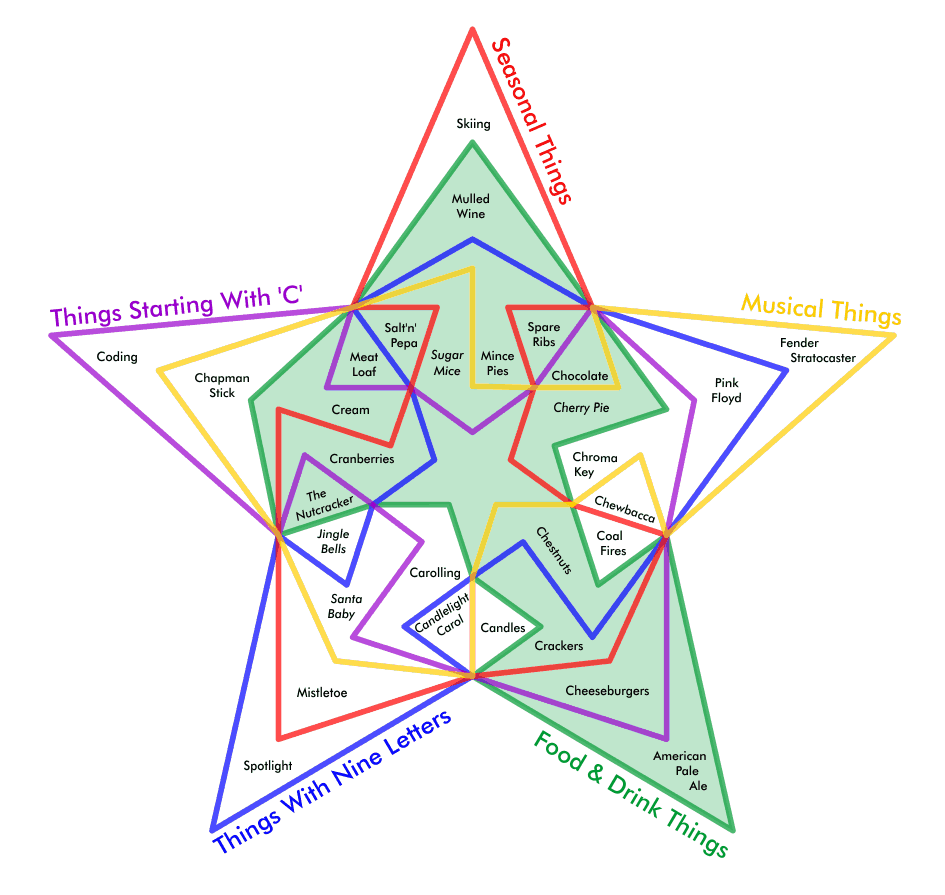 Seasonal Things
Skiing
Mulled
Wine
Things Starting With 'C'
Musical Things
Coding
Chapman
Stick
Salt'n'
Pepa
Meat
Loaf
Sugar
Mice
Mince
Pies
Spare
Ribs
Chocolate
Cherry Pie
Pink
Floyd
Fender
Stratocaster
Cream
Cranberries
The
Nutcracker
Jingle
Bells
Santa
Baby
Carolling
Candlelight
Carol
Candles
Chestnuts
Chroma
Key
Chewbacca
Coal
Fires
Crackers
Cheeseburgers
American
Pale
Ale
Mistletoe
Spotlight
Things With Nine Letters
Food & Drink Things